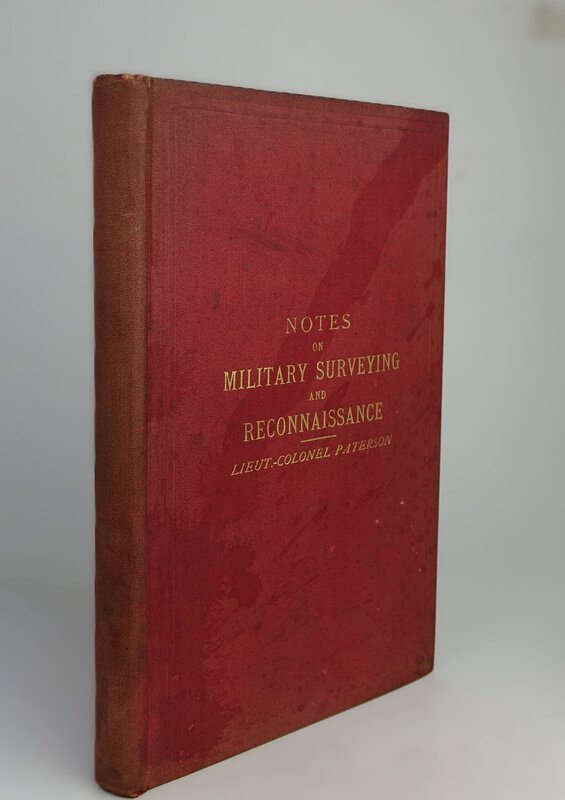 NOTES
ON
MILITARY SURVEYING
AND
RECONNAISSANCE
LIEUT.-COLONEL PATERSON